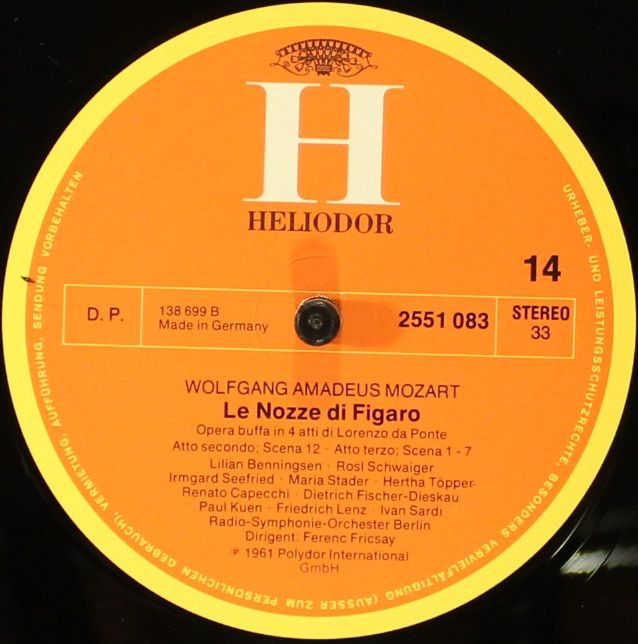 H
HELIODOR
14
D. P.
138 699 B
Made in Germany
2551 083
STEREO
33
WOLFGANG AMADEUS MOZART
Le Nozze di Figaro
Opera buffa in 4 atti di Lorenzo da Ponte
Atto secondo; Scena 12 · Atto terzo; Scena 1 - 7
Lilian Benningsen · Rosl Schwaiger
Irmgard Seefried · Maria Stader · Hertha Töpper
Renato Capecchi · Dietrich Fischer-Dieskau
Paul Kuen · Friedrich Lenz · Ivan Sardi
Radio-Symphonie-Orchester Berlin
Dirigent: Ferenc Fricsay
℗ 1961 Polydor International
GmbH
URHEBER- UND LEISTUNGSSCHUTZRECHTE, BESONDERS VERVIELFÄLTIGUNG (AUSSER ZUM PERSÖNLICHEN GEBRAUCH), VERMIETUNG, AUFFÜHRUNG, SENDUNG VORBEHALTEN